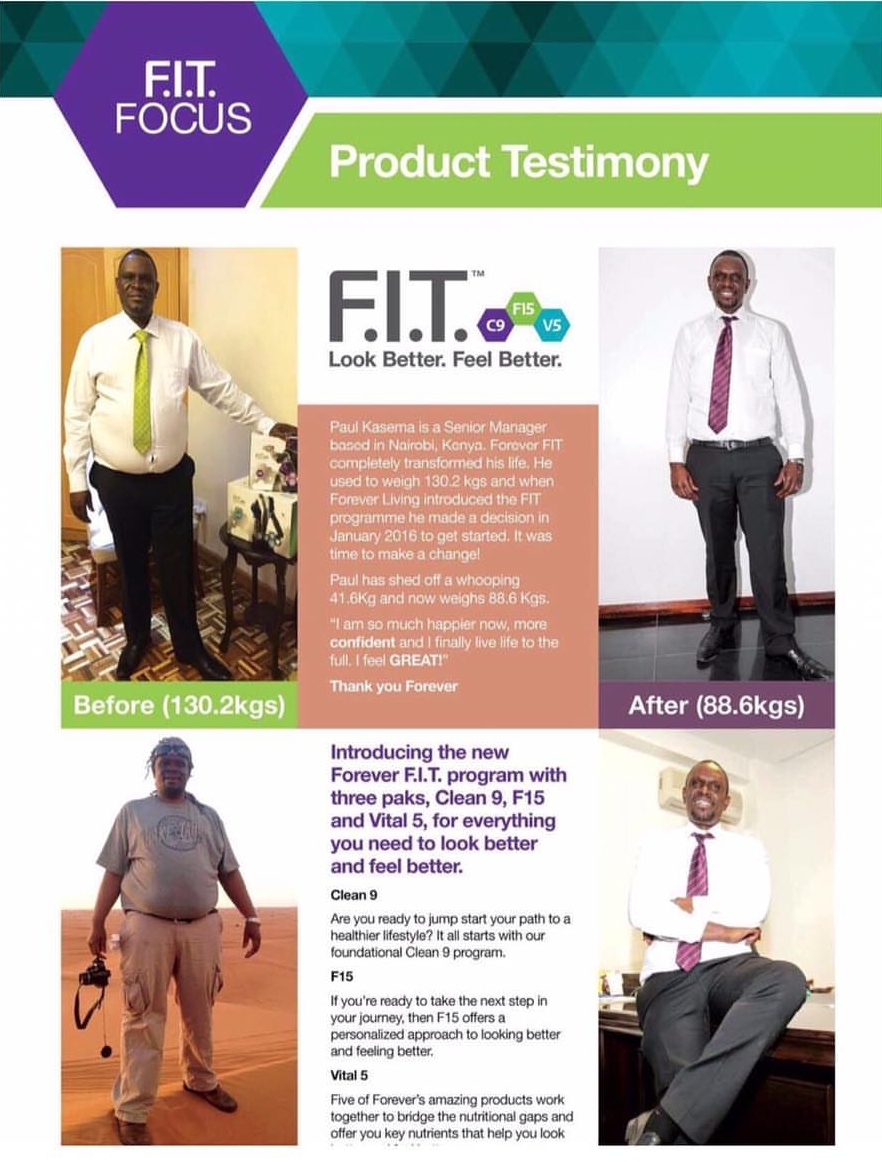 F.I.T.
FOCUS
Product Testimony
F.I.T.™
C9
F15
V5
Look Better. Feel Better.
Paul Kasema is a Senior Manager
based in Nairobi, Kenya. Forever FIT
completely transformed his life. He
used to weigh 130.2 kgs and when
Forever Living introduced the FIT
programme he made a decision in
January 2016 to get started. It was
time to make a change!
Paul has shed off a whooping
41.6Kg and now weighs 88.6 Kgs.
"I am so much happier now, more
confident and I finally live life to the
full. I feel GREAT!"
Thank you Forever
Before (130.2kgs)
After (88.6kgs)
Introducing the new
Forever F.I.T. program with
three paks, Clean 9, F15
and Vital 5, for everything
you need to look better
and feel better.
Clean 9
Are you ready to jump start your path to a
healthier lifestyle? It all starts with our
foundational Clean 9 program.
F15
If you're ready to take the next step in
your journey, then F15 offers a
personalized approach to looking better
and feeling better.
Vital 5
Five of Forever's amazing products work
together to bridge the nutritional gaps and
offer you key nutrients that help you look